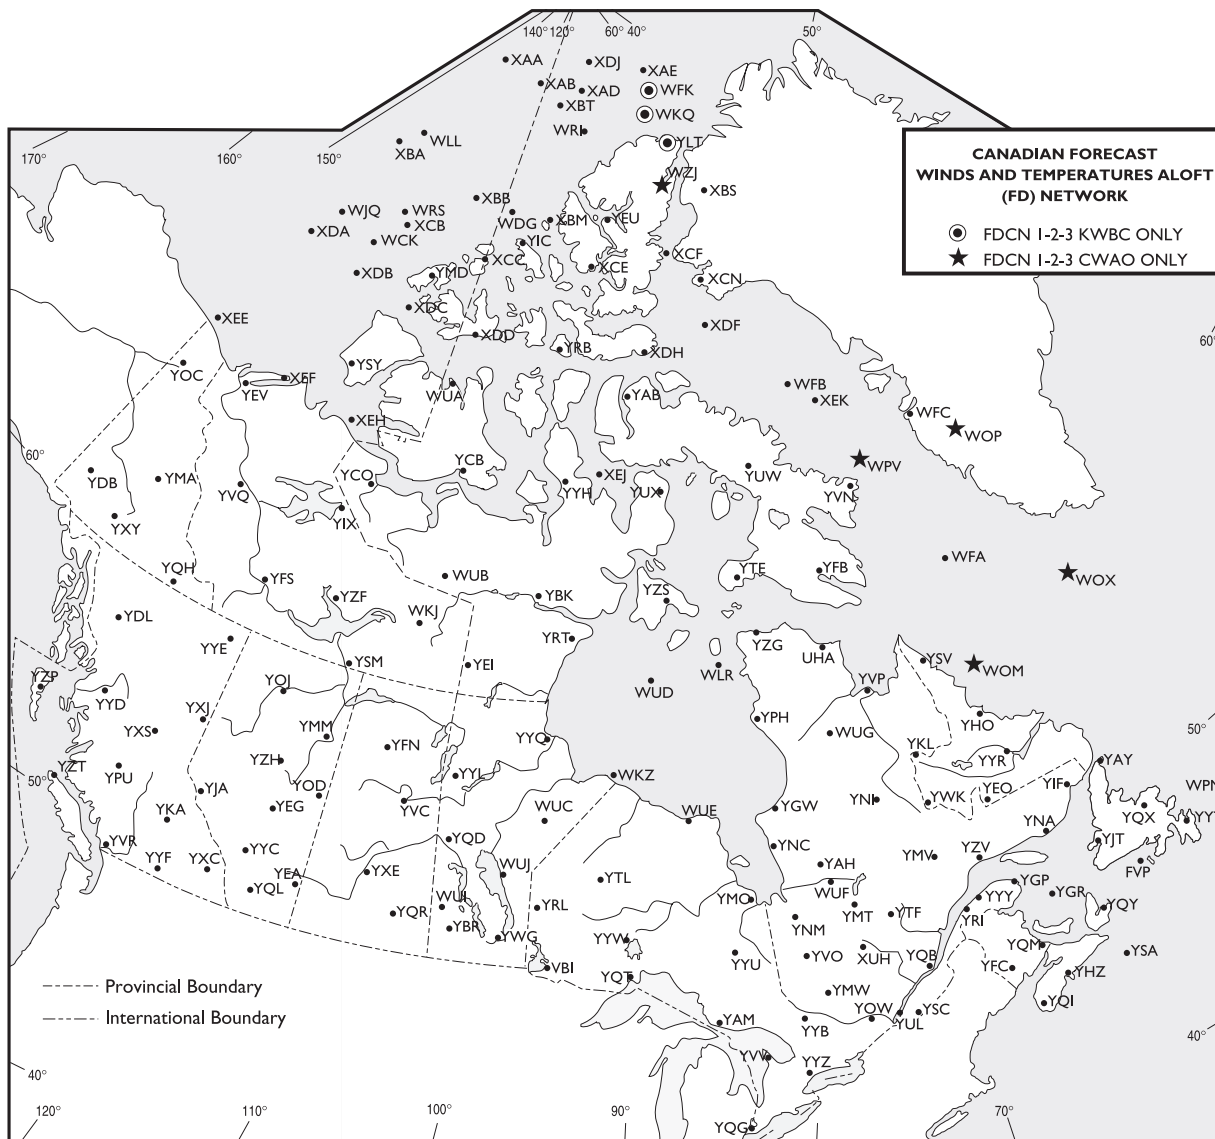 140° 120° 60° 40° 50°
XAA XDJ XAE
XAB XAD WFK
XBT WKQ
WRI YLT
WLL
XBA
170° 160° 150°
CANADIAN FORECAST
WINDS AND TEMPERATURES ALOFT
(FD) NETWORK
FDCN 1-2-3 KWBC ONLY
FDCN 1-2-3 CWAO ONLY
WZJ XBS
XBB
WJQ WRS WDG XBM YEU
XDA XCB
WCK YIC
XCC XCE XCF
XDB YMD XCN
XDC
XEE XDD XDF
YRB XDH
60°
YOC YSY
YEV XEF WUA YAB WFB
XEK
XEH WFC
WOP
60°
YDB YMA YVQ YCO YCB YYH XEJ YUX YUW WPV
YVN
YIX
YXY
WFA
YQH YFS WUB YTE YFB WOX
YZF YBK YZS
YDL WKJ
YYE YRT YZG
UHA
YSM YEI WLR YSV WOM
YZP YOJ WUD YVP
YYD
YXJ YPH YHO 50°
YXS YMM YFN YYQ WUG
YKL YYR
YZT YPU YZH YYL WKZ YAY
50°
YJA YOD YIF WPN
YEG YVC WUC WUE YGW YNI YWK YEO
YKA YQX YYT
YVR YQD YNC YNA YJT
YYF YXC YYC YXE WUJ YAH YMV YZV FVP
YEA YTL
YQL WUF YGP YGR
YQR WUI YRL YMO YMT YTF YYY YQY
YBR YNM YRI
YWG YYW
YYU YVO XUH YQB YQM YSA
VBI YQT YFC YHZ
Provincial Boundary
YMW YQI
International Boundary
YAM YYB YOW YUL YSC 40°
YVV YYZ
40°
120° 110° 100° 90° YQG 70°